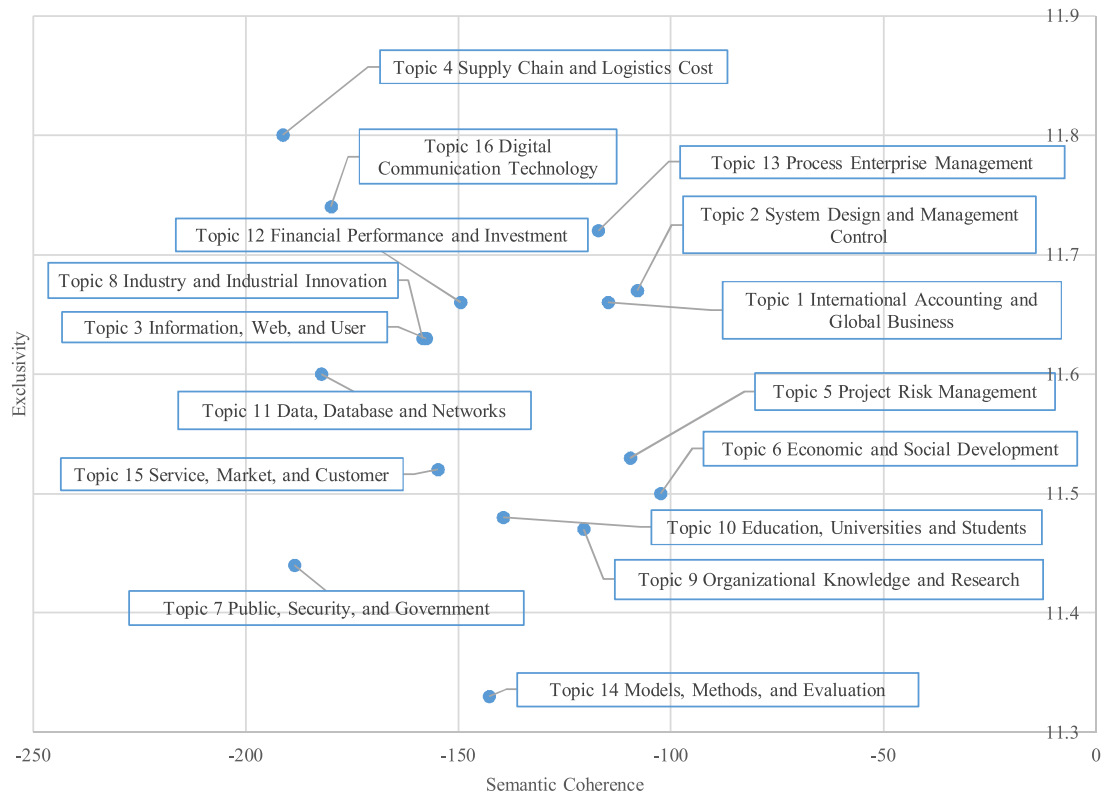 11.9
Topic 4 Supply Chain and Logistics Cost
11.8
Topic 16 Digital
Communication Technology
Topic 13 Process Enterprise Management
Topic 2 System Design and Management
Control
Topic 12 Financial Performance and Investment
11.7
Topic 8 Industry and Industrial Innovation
Topic 1 International Accounting and
Global Business
Topic 3 Information, Web, and User
Exclusivity
11.6
Topic 5 Project Risk Management
Topic 11 Data, Database and Networks
Topic 6 Economic and Social Development
Topic 15 Service, Market, and Customer
11.5
Topic 10 Education, Universities and Students
Topic 9 Organizational Knowledge and Research
Topic 7 Public, Security, and Government
11.4
Topic 14 Models, Methods, and Evaluation
11.3
-250 -200 -150 -100 -50 0
Semantic Coherence